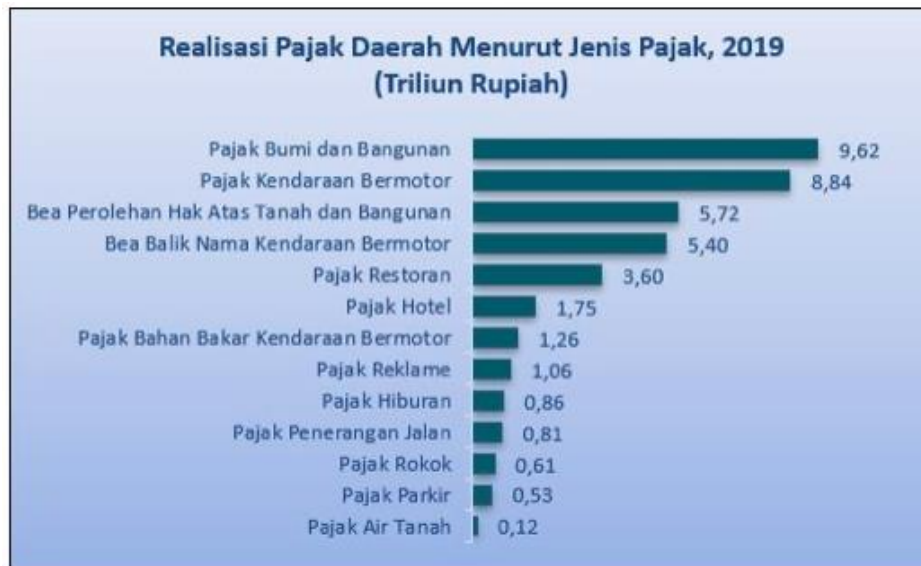 Realisasi Pajak Daerah Menurut Jenis Pajak, 2019
(Triliun Rupiah)
Pajak Bumi dan Bangunan 9,62
Pajak Kendaraan Bermotor 8,84
Bea Perolehan Hak Atas Tanah dan Bangunan 5,72
Bea Balik Nama Kendaraan Bermotor 5,40
Pajak Restoran 3,60
Pajak Hotel 1,75
Pajak Bahan Bakar Kendaraan Bermotor 1,26
Pajak Reklame 1,06
Pajak Hiburan 0,86
Pajak Penerangan Jalan 0,81
Pajak Rokok 0,61
Pajak Parkir 0,53
Pajak Air Tanah 0,12